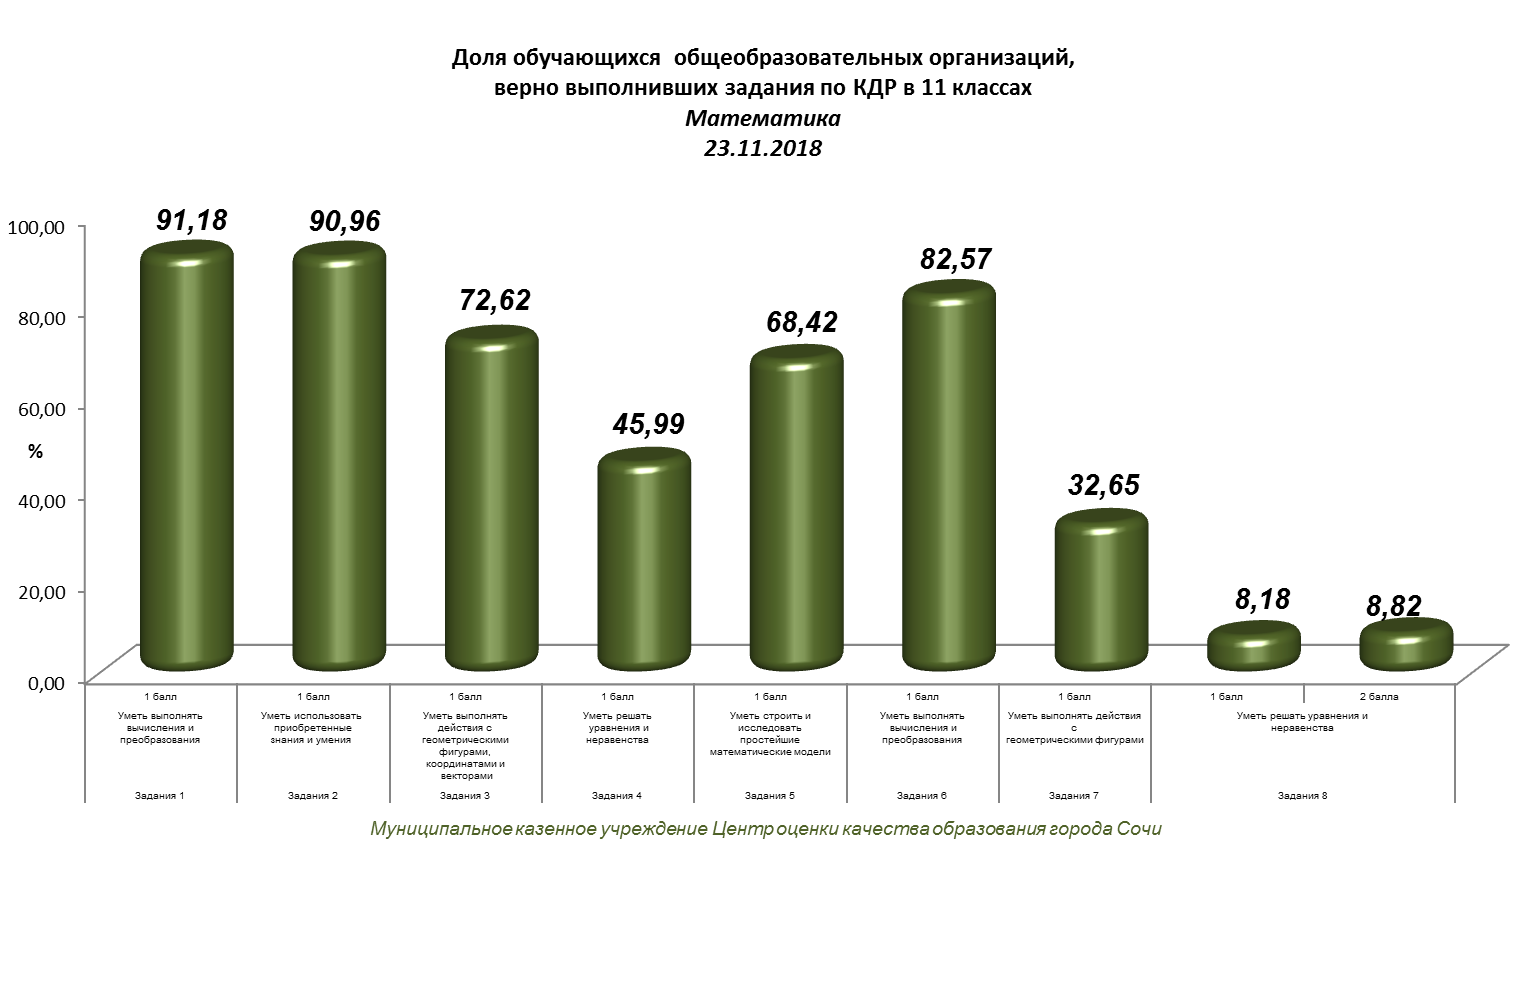 Доля обучающихся общеобразовательных организаций,
верно выполнивших задания по КДР в 11 классах
Математика
23.11.2018
91,18
90,96
72,62
45,99
68,42
82,57
32,65
8,18
8,82
100,00
80,00
60,00
%
40,00
20,00
0,00
1 балл
Уметь выполнять
вычисления и
преобразования
Задания 1
1 балл
Уметь использовать
приобретенные
знания и умения
Задания 2
1 балл
Уметь выполнять
действия с
геометрическими
фигурами,
координатами и
векторами
Задания 3
1 балл
Уметь решать
уравнения и
неравенства
Задания 4
1 балл
Уметь строить и
исследовать
простейшие
математические модели
Задания 5
1 балл
Уметь выполнять
вычисления и
преобразования
Задания 6
1 балл
Уметь выполнять действия
с
геометрическими фигурами
Задания 7
1 балл
2 балла
Уметь решать уравнения и
неравенства
Задания 8
Муниципальное казенное учреждение Центр оценки качества образования города Сочи